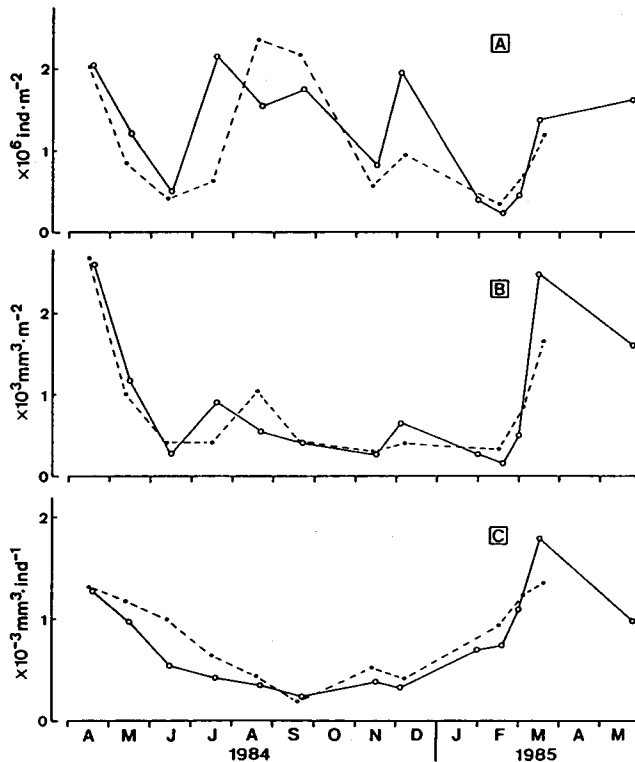 A
×10⁶ ind·m⁻²
2
1
0
B
×10³ mm³·m⁻²
2
1
0
C
×10⁻³ mm³·ind⁻¹
2
1
0
A M J J A S O N D J F M A M
1984 1985